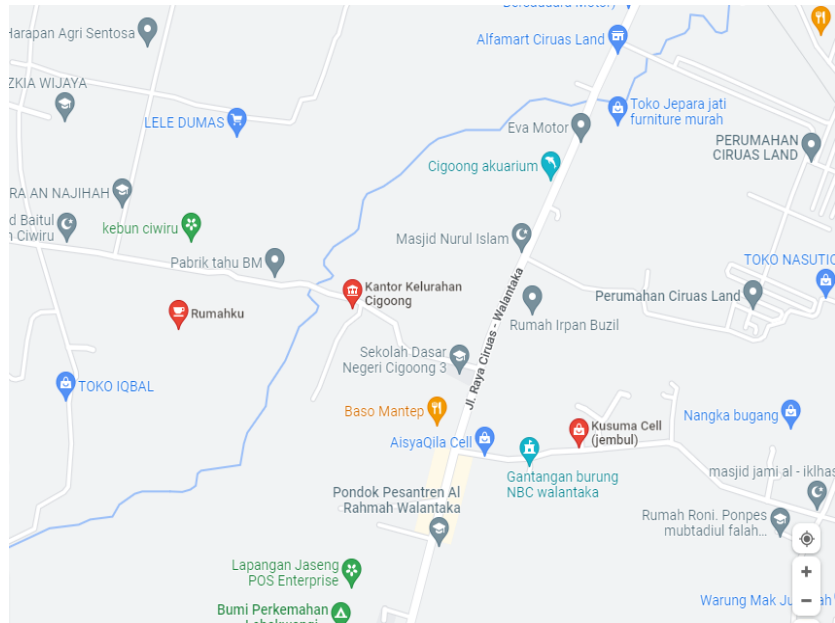 Harapan Agri Sentosa
Alfamart Ciruas Land
ZKIA WIJAYA
LELE DUMAS
Toko Jepara jati
furniture murah
Eva Motor
PERUMAHAN
CIRUAS LAND
Cigoong akuarium
RA AN NAJIHAH
d Baitul
n Ciwiru
kebun ciwiru
Masjid Nurul Islam
Pabrik tahu BM
TOKO NASUTIO
Kantor Kelurahan
Cigoong
Perumahan Ciruas Land
Rumahku
Rumah Irpan Buzil
Jl. Raya Ciruas - Walantaka
Sekolah Dasar
Negeri Cigoong 3
TOKO IQBAL
Baso Mantep
Kusuma Cell
(jembul)
Nangka bugang
AisyaQila Cell
Gantangan burung
NBC walantaka
masjid jami al - iklhas
Pondok Pesantren Al
Rahmah Walantaka
Rumah Roni. Ponpes
mubtadiul falah...
Lapangan Jaseng
POS Enterprise
Warung Mak Ju
ah
Bumi Perkemahan